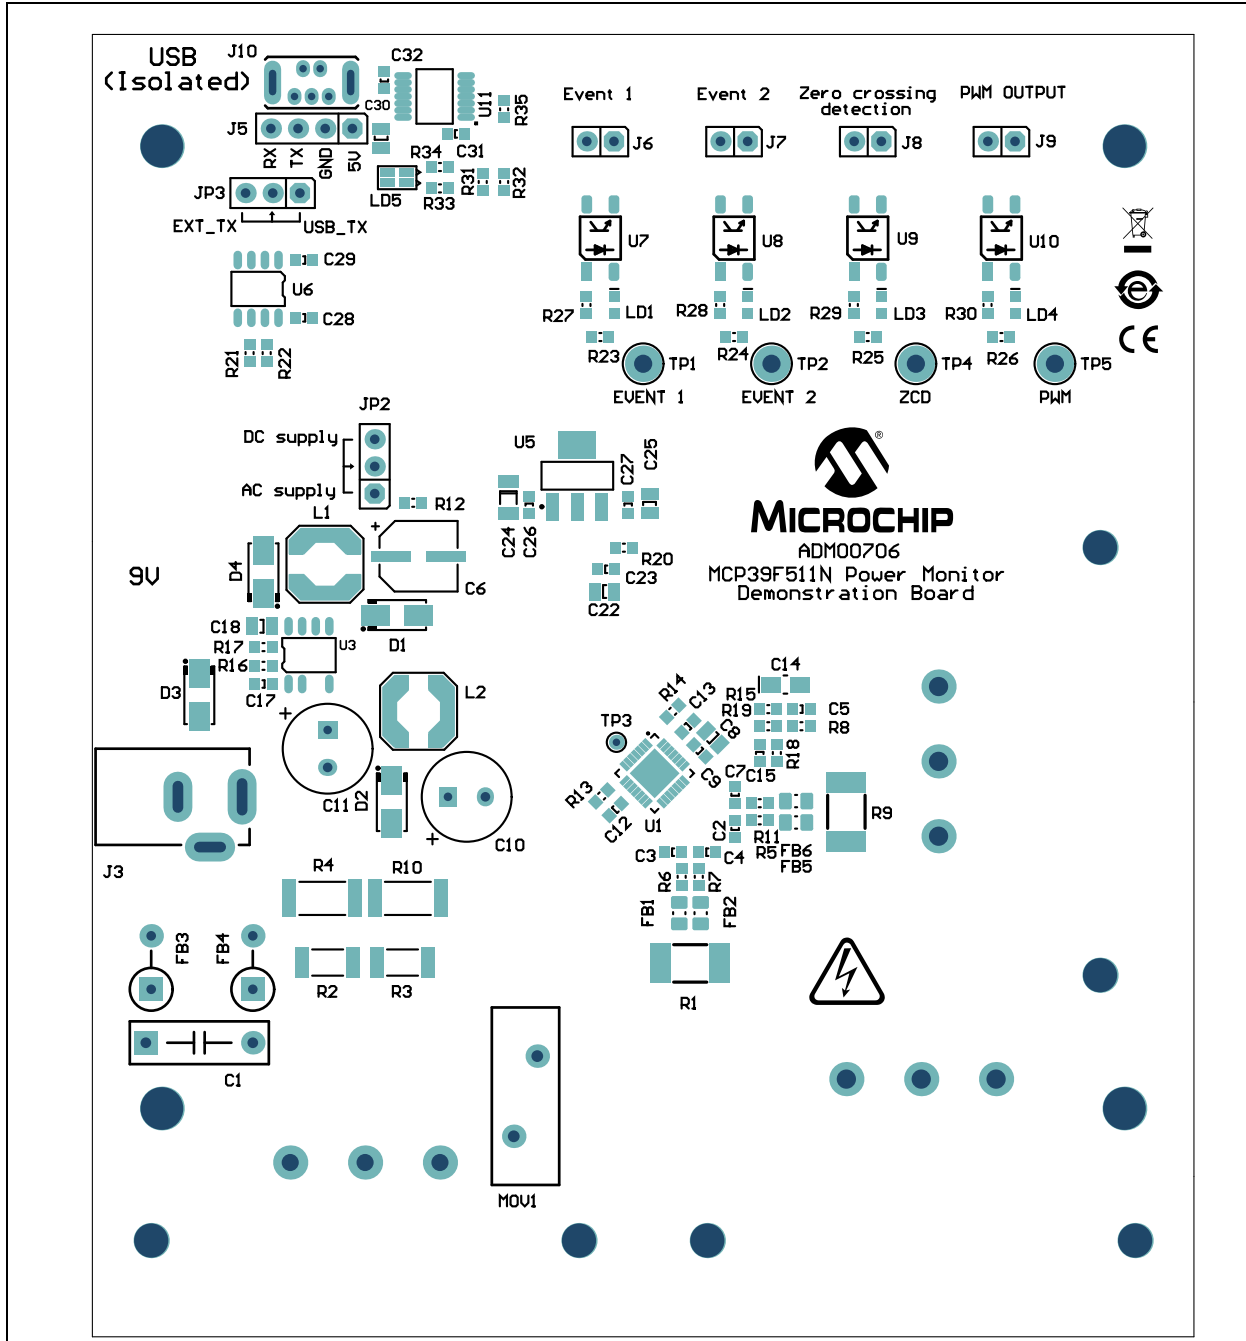 USB
(Isolated)
J10
C32
C30
U11
R35
J5
RX
TX
GND
5V
C31
R34
R33
R31
R32
LD5
JP3
EXT_TX
USB_TX
C29
U6
C28
R21
R22
Event 1
Event 2
Zero crossing
detection
PWM OUTPUT
J6
J7
J8
J9
U7
U8
U9
U10
R27
LD1
R28
LD2
R29
LD3
R30
LD4
R23
R24
R25
R26
TP1
TP2
TP4
TP5
EVENT 1
EVENT 2
ZCD
PWM
CE
JP2
DC supply
AC supply
R12
U5
C27
C25
C24
C26
R20
C23
C22
®
MICROCHIP
ADM00706
MCP39F511N Power Monitor
Demonstration Board
9V
L1
D4
C6
D1
C18
R17
R16
C17
U3
D3
L2
C11
D2
C10
J3
TP3
R14
C13
C8
C9
R13
C12
U1
C14
R15
R19
C5
R8
R18
C15
C7
C2
R11
R5
FB6
FB5
R9
C3
C4
R6
R7
FB1
FB2
R1
R4
R10
R2
R3
FB3
FB4
C1
MOV1